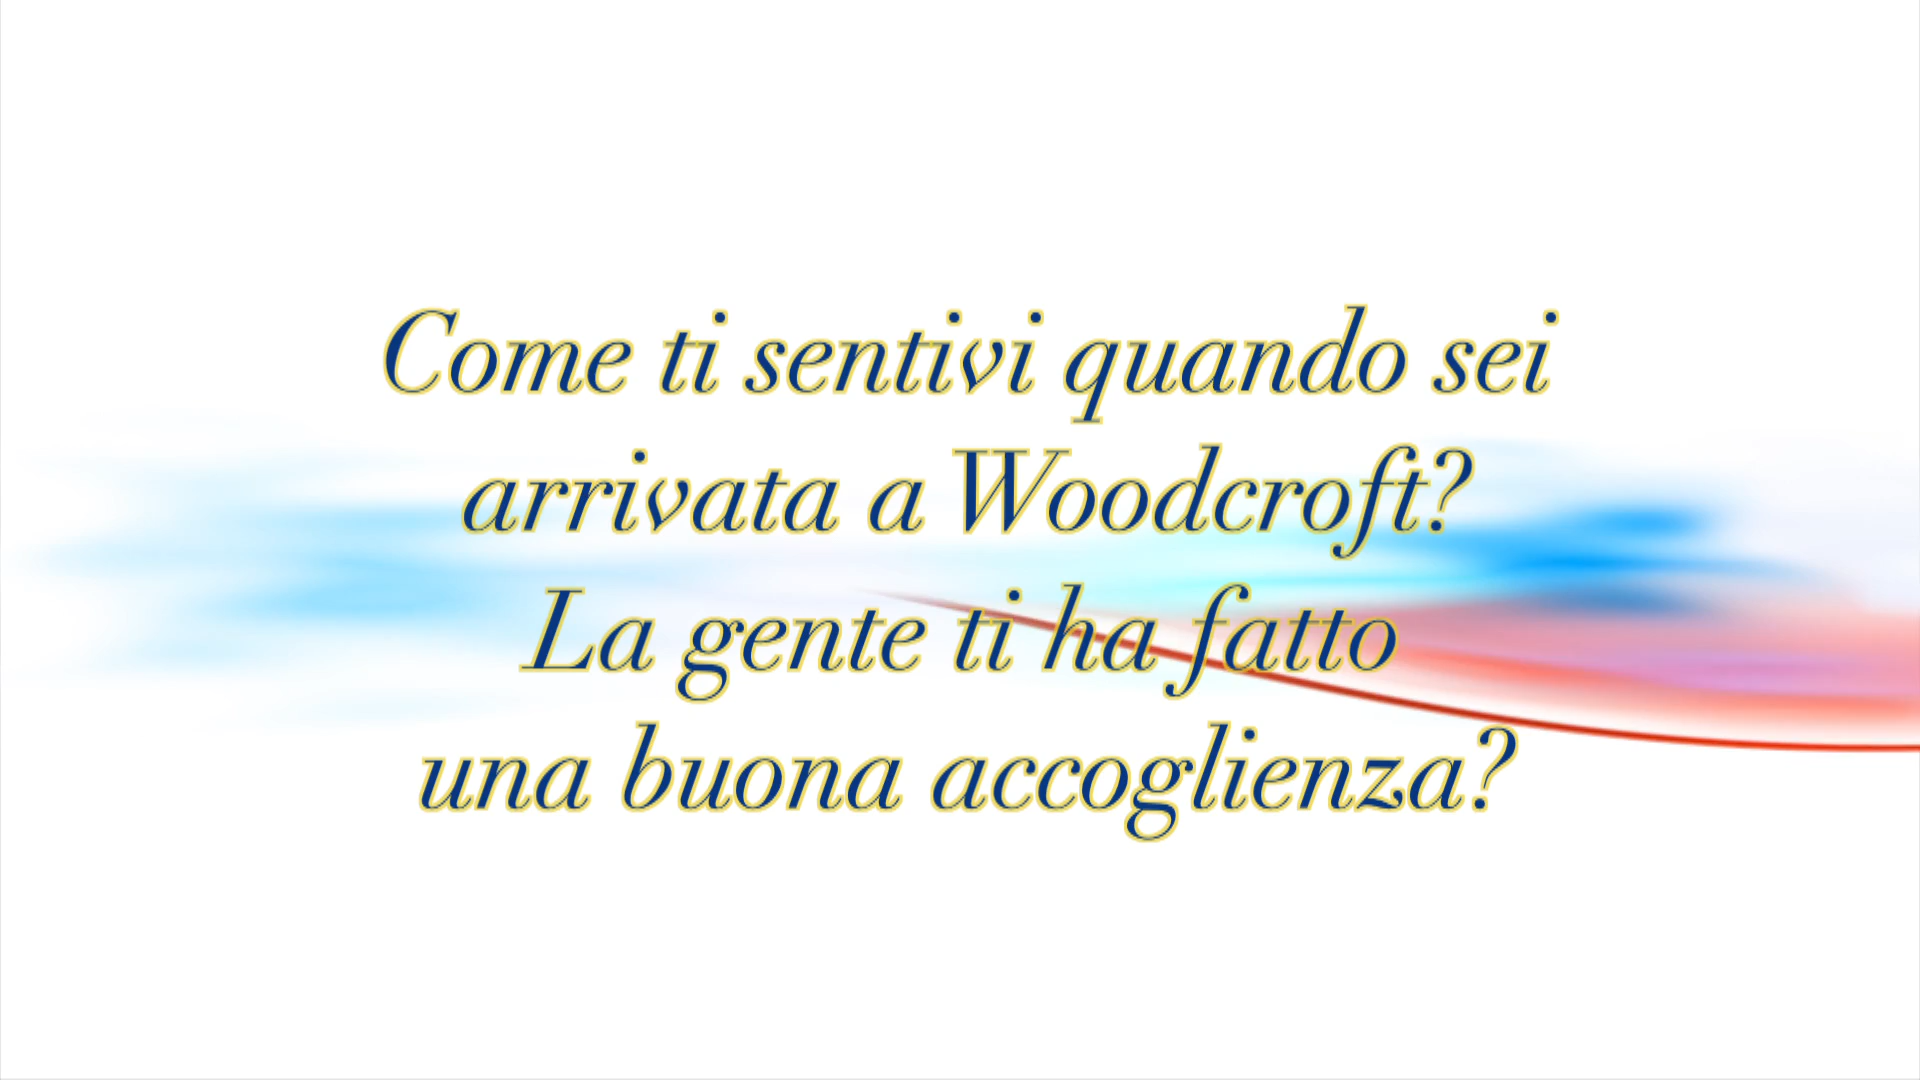 Come ti sentivi quando sei
arrivata a Woodcroft?
La gente ti ha fatto
una buona accoglienza?